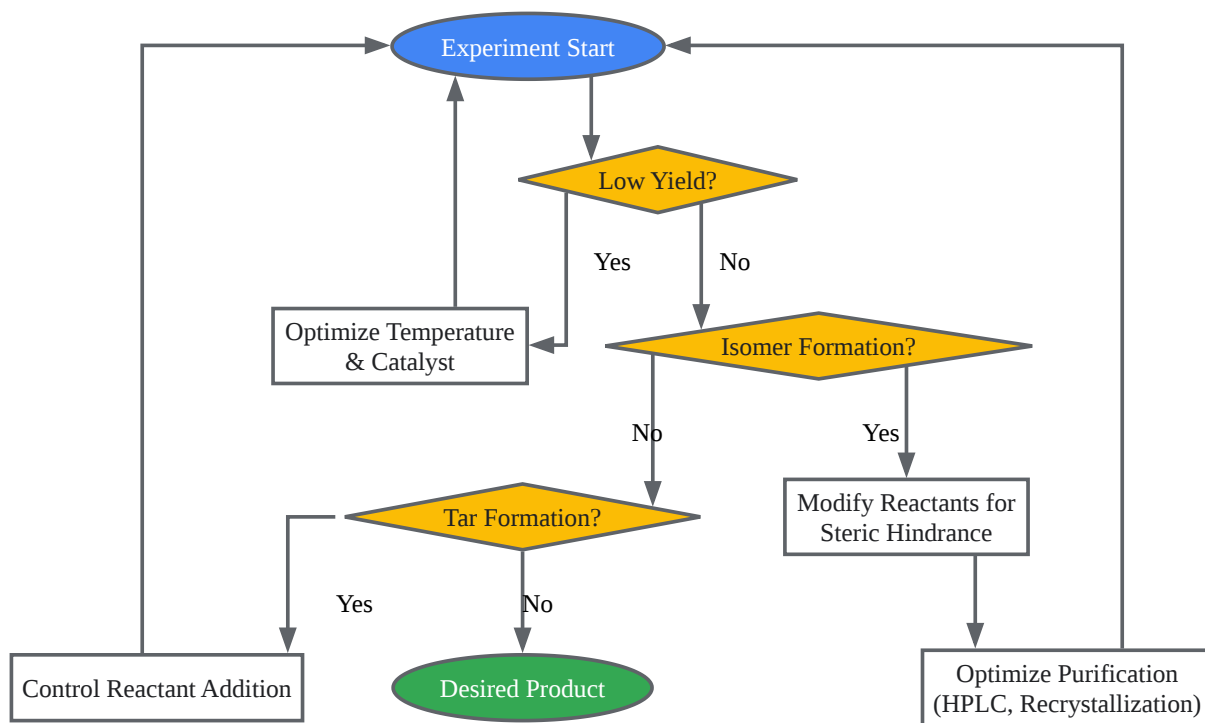 Experiment Start
Low Yield?
Yes
No
Optimize Temperature
& Catalyst
Isomer Formation?
No
Yes
Modify Reactants for
Steric Hindrance
Tar Formation?
Yes
No
Control Reactant Addition
Desired Product
Optimize Purification
(HPLC, Recrystallization)